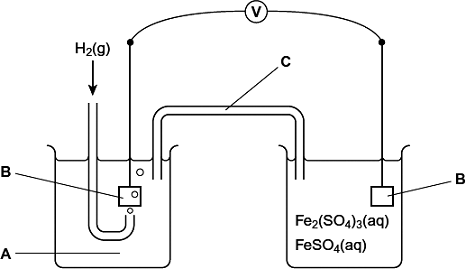 V
H₂(g)
C
B
B
A
Fe₂(SO₄)₃(aq)
FeSO₄(aq)